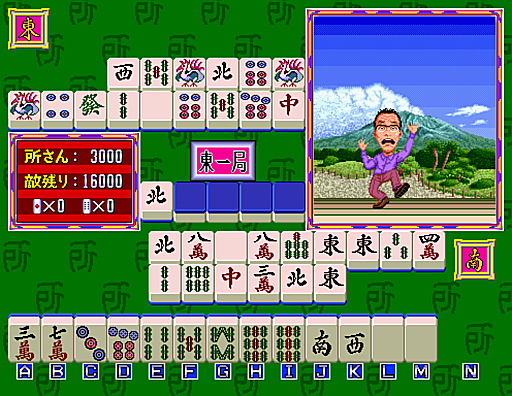 東
西 北
發 中
所さん： 3000
敵残り：16000
×0 ×0
東一局
北
北 八萬 八萬 東 東 四萬
中 三萬 北 東
南
三萬 七萬 南 西
A B C D E F G H I J K L M N